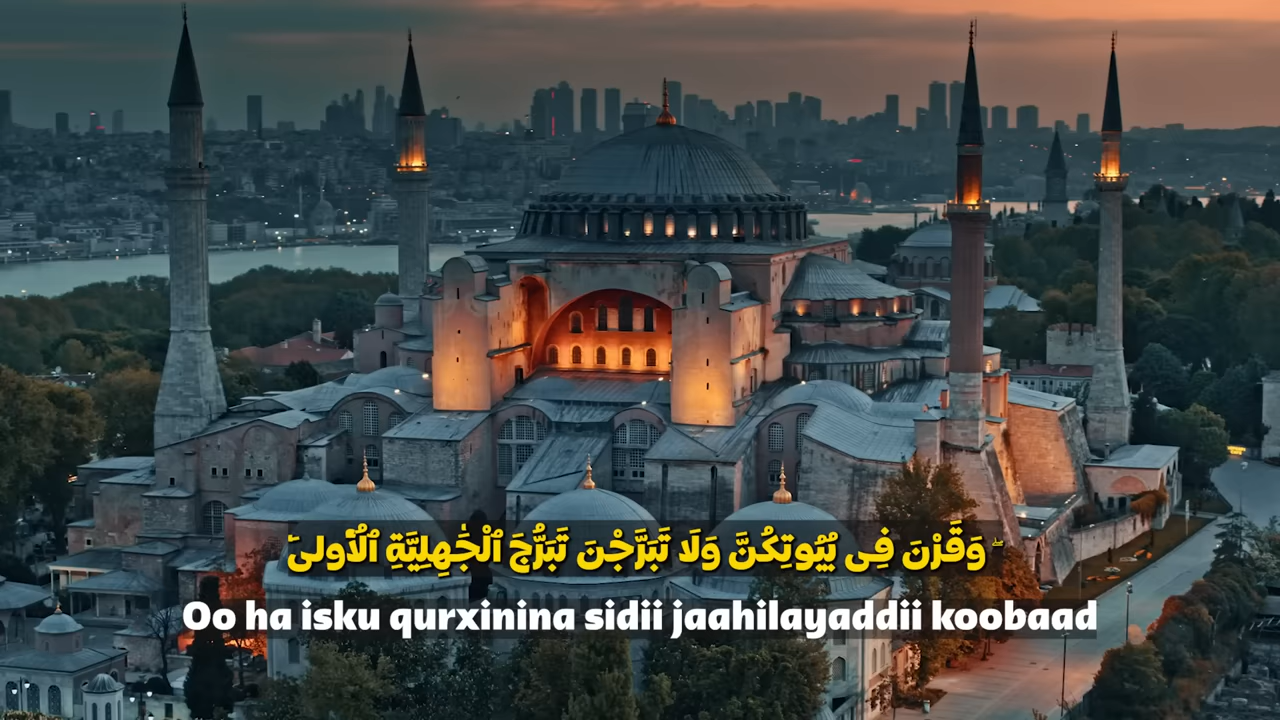 وَقَرْنَ فِى بُيُوتِكُنَّ وَلَا تَبَرَّجْنَ تَبَرُّجَ ٱلْجَٰهِلِيَّةِ ٱلْأُولَىٰ ۖ
Oo ha isku qurxinina sidii jaahilayaddii koobaad